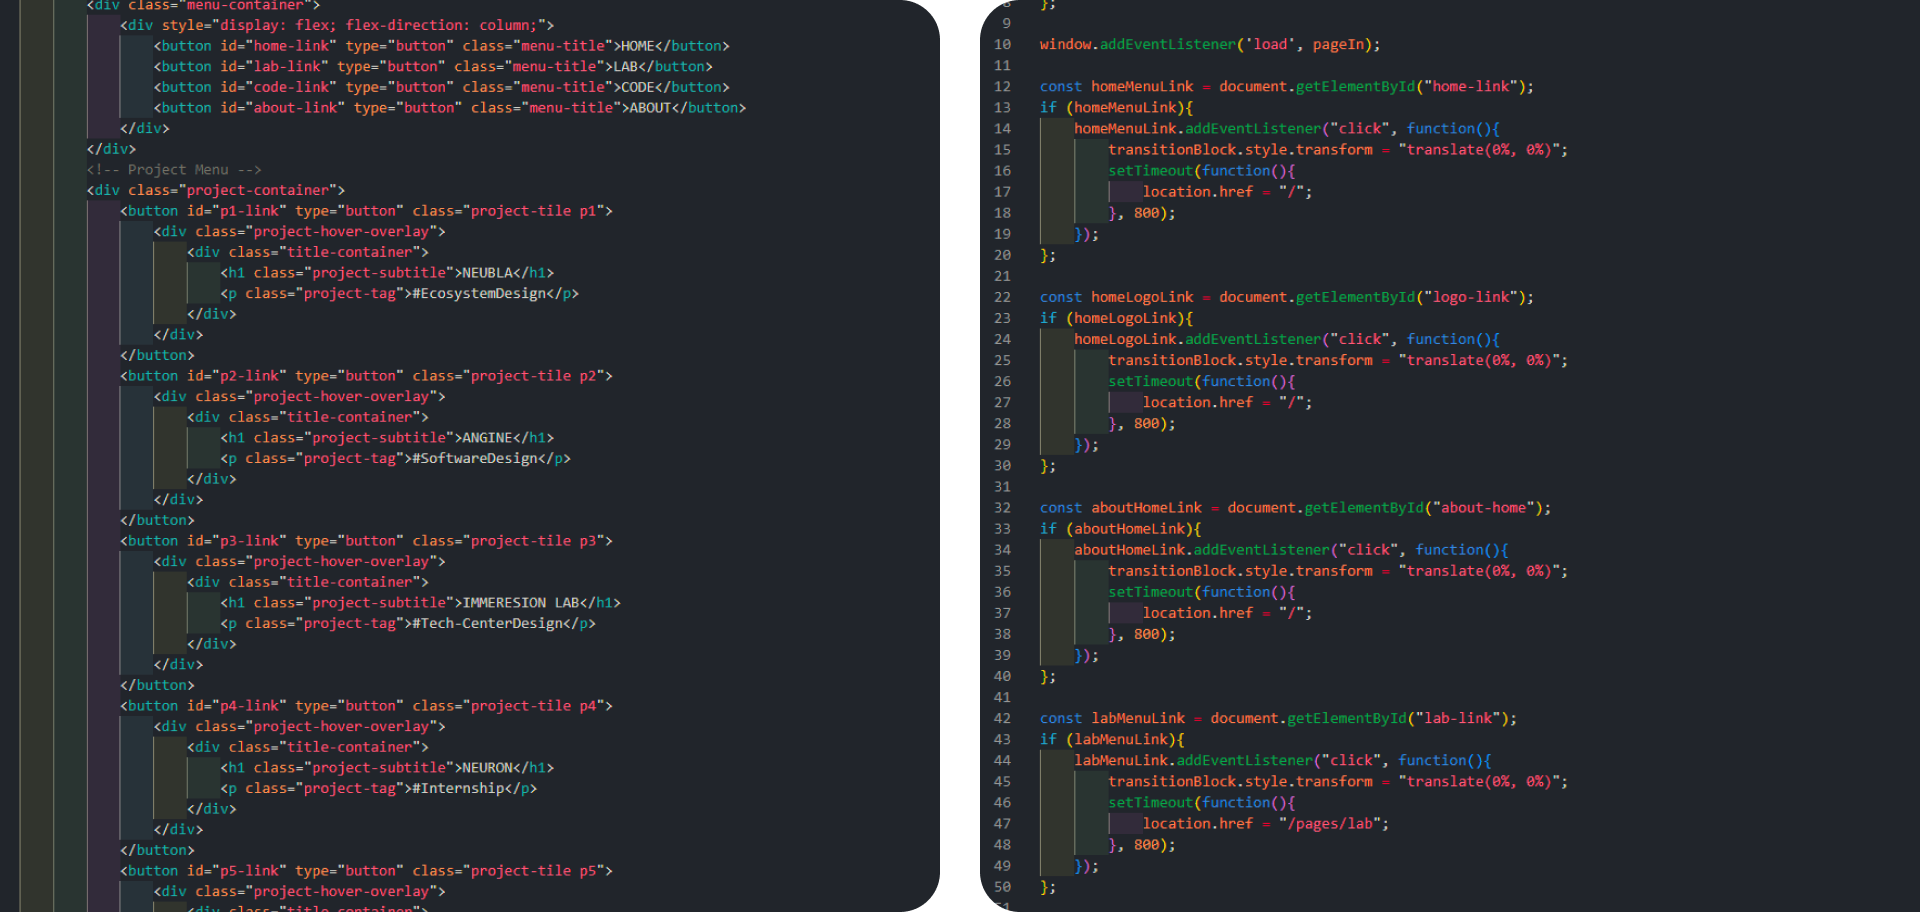 <div class="menu-container">
<div style="display: flex; flex-direction: column;">
<button id="home-link" type="button" class="menu-title">HOME</button>
<button id="lab-link" type="button" class="menu-title">LAB</button>
<button id="code-link" type="button" class="menu-title">CODE</button>
<button id="about-link" type="button" class="menu-title">ABOUT</button>
</div>
</div>
<!-- Project Menu -->
<div class="project-container">
<button id="p1-link" type="button" class="project-tile p1">
<div class="project-hover-overlay">
<div class="title-container">
<h1 class="project-subtitle">NEUBLA</h1>
<p class="project-tag">#EcosystemDesign</p>
</div>
</div>
</button>
<button id="p2-link" type="button" class="project-tile p2">
<div class="project-hover-overlay">
<div class="title-container">
<h1 class="project-subtitle">ANGINE</h1>
<p class="project-tag">#SoftwareDesign</p>
</div>
</div>
</button>
<button id="p3-link" type="button" class="project-tile p3">
<div class="project-hover-overlay">
<div class="title-container">
<h1 class="project-subtitle">IMMERESION LAB</h1>
<p class="project-tag">#Tech-CenterDesign</p>
</div>
</div>
</button>
<button id="p4-link" type="button" class="project-tile p4">
<div class="project-hover-overlay">
<div class="title-container">
<h1 class="project-subtitle">NEURON</h1>
<p class="project-tag">#Internship</p>
</div>
</div>
</button>
<button id="p5-link" type="button" class="project-tile p5">
<div class="project-hover-overlay">
<div class="title-container">
8 };
9
10 window.addEventListener('load', pageIn);
11
12 const homeMenuLink = document.getElementById("home-link");
13 if (homeMenuLink){
14 homeMenuLink.addEventListener("click", function(){
15 transitionBlock.style.transform = "translate(0%, 0%)";
16 setTimeout(function(){
17 location.href = "/";
18 }, 800);
19 });
20 };
21
22 const homeLogoLink = document.getElementById("logo-link");
23 if (homeLogoLink){
24 homeLogoLink.addEventListener("click", function(){
25 transitionBlock.style.transform = "translate(0%, 0%)";
26 setTimeout(function(){
27 location.href = "/";
28 }, 800);
29 });
30 };
31
32 const aboutHomeLink = document.getElementById("about-home");
33 if (aboutHomeLink){
34 aboutHomeLink.addEventListener("click", function(){
35 transitionBlock.style.transform = "translate(0%, 0%)";
36 setTimeout(function(){
37 location.href = "/";
38 }, 800);
39 });
40 };
41
42 const labMenuLink = document.getElementById("lab-link");
43 if (labMenuLink){
44 labMenuLink.addEventListener("click", function(){
45 transitionBlock.style.transform = "translate(0%, 0%)";
46 setTimeout(function(){
47 location.href = "/pages/lab";
48 }, 800);
49 });
50 };
51